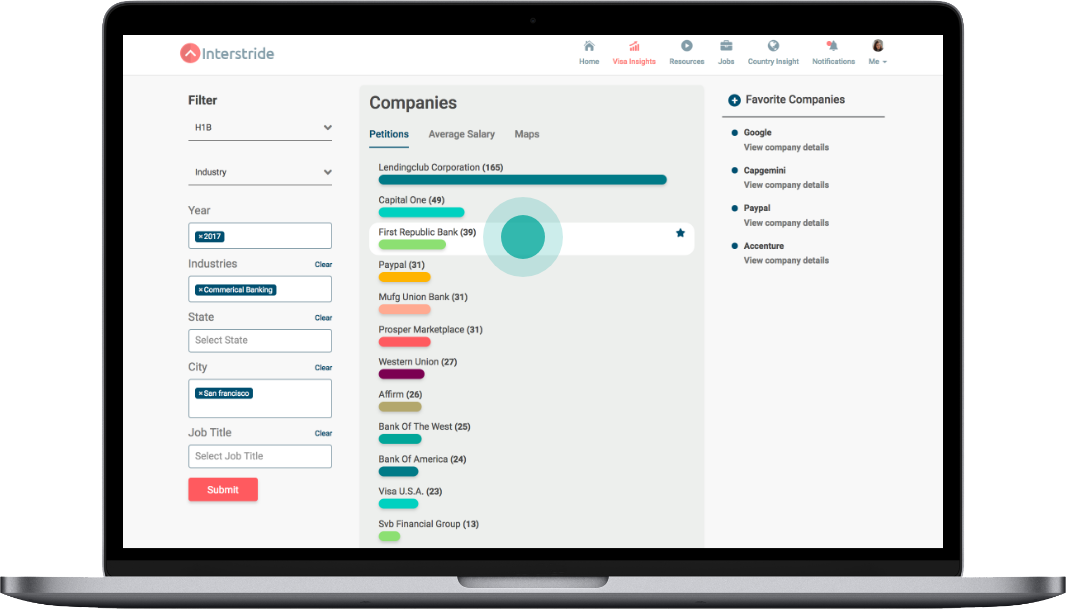 Interstride
Home
Visa Insights
Resources
Jobs
Country Insight
Notifications
Me
Filter
H1B
Industry
Year
×2017
Industries
Clear
×Commerical Banking
State
Clear
Select State
City
Clear
×San francisco
Job Title
Clear
Select Job Title
Submit
Companies
Petitions
Average Salary
Maps
Lendingclub Corporation (165)
Capital One (49)
First Republic Bank (39)
Paypal (31)
Mufg Union Bank (31)
Prosper Marketplace (31)
Western Union (27)
Affirm (26)
Bank Of The West (25)
Bank Of America (24)
Visa U.S.A. (23)
Svb Financial Group (13)
Favorite Companies
Google
View company details
Capgemini
View company details
Paypal
View company details
Accenture
View company details